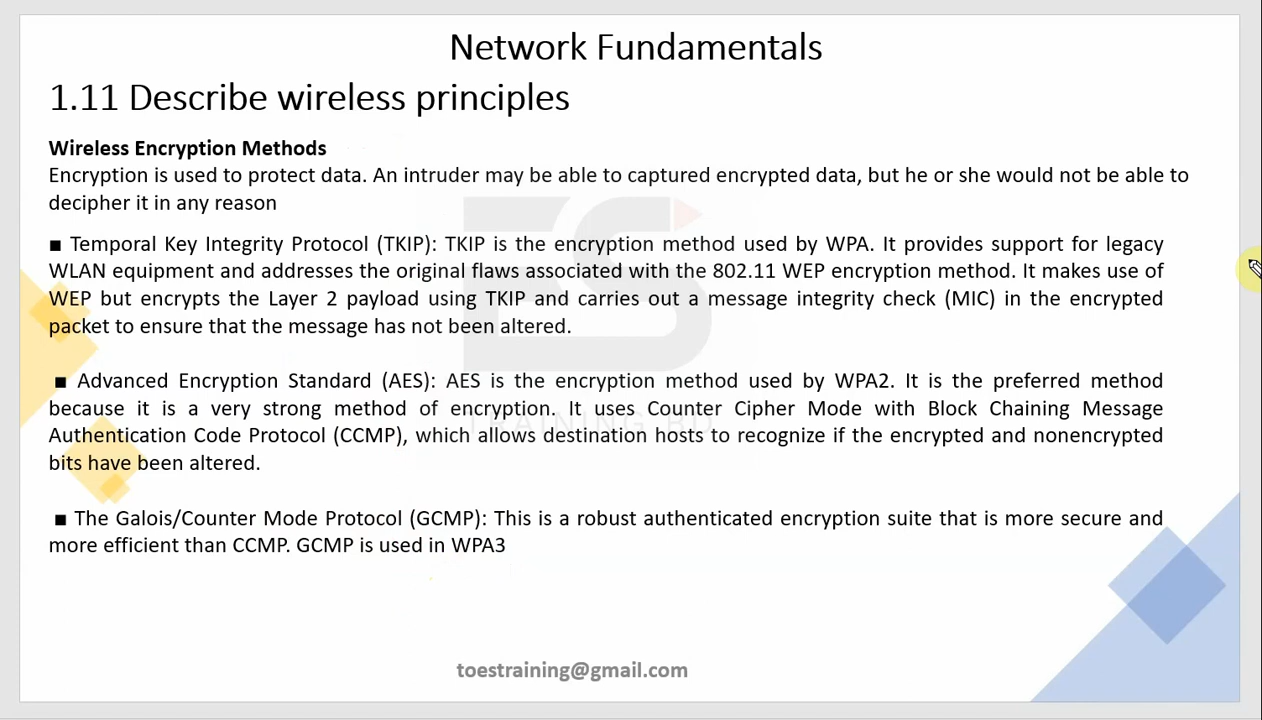 Network Fundamentals
1.11 Describe wireless principles
Wireless Encryption Methods
Encryption is used to protect data. An intruder may be able to captured encrypted data, but he or she would not be able to
decipher it in any reason
■ Temporal Key Integrity Protocol (TKIP): TKIP is the encryption method used by WPA. It provides support for legacy
WLAN equipment and addresses the original flaws associated with the 802.11 WEP encryption method. It makes use of
WEP but encrypts the Layer 2 payload using TKIP and carries out a message integrity check (MIC) in the encrypted
packet to ensure that the message has not been altered.
■ Advanced Encryption Standard (AES): AES is the encryption method used by WPA2. It is the preferred method
because it is a very strong method of encryption. It uses Counter Cipher Mode with Block Chaining Message
Authentication Code Protocol (CCMP), which allows destination hosts to recognize if the encrypted and nonencrypted
bits have been altered.
■ The Galois/Counter Mode Protocol (GCMP): This is a robust authenticated encryption suite that is more secure and
more efficient than CCMP. GCMP is used in WPA3
ES
TRAINING BD
toestraining@gmail.com